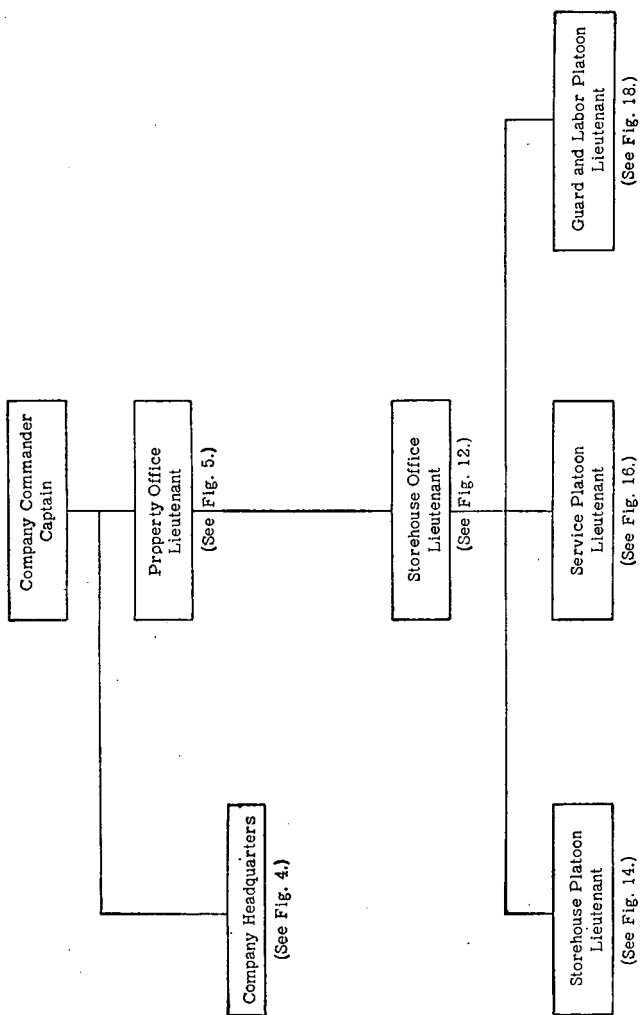 Company Commander
Captain
Company Headquarters
(See Fig. 4.)
Property Office
Lieutenant
(See Fig. 5.)
Storehouse Office
Lieutenant
(See Fig. 12.)
Storehouse Platoon
Lieutenant
(See Fig. 14.)
Service Platoon
Lieutenant
(See Fig. 16.)
Guard and Labor Platoon
Lieutenant
(See Fig. 18.)